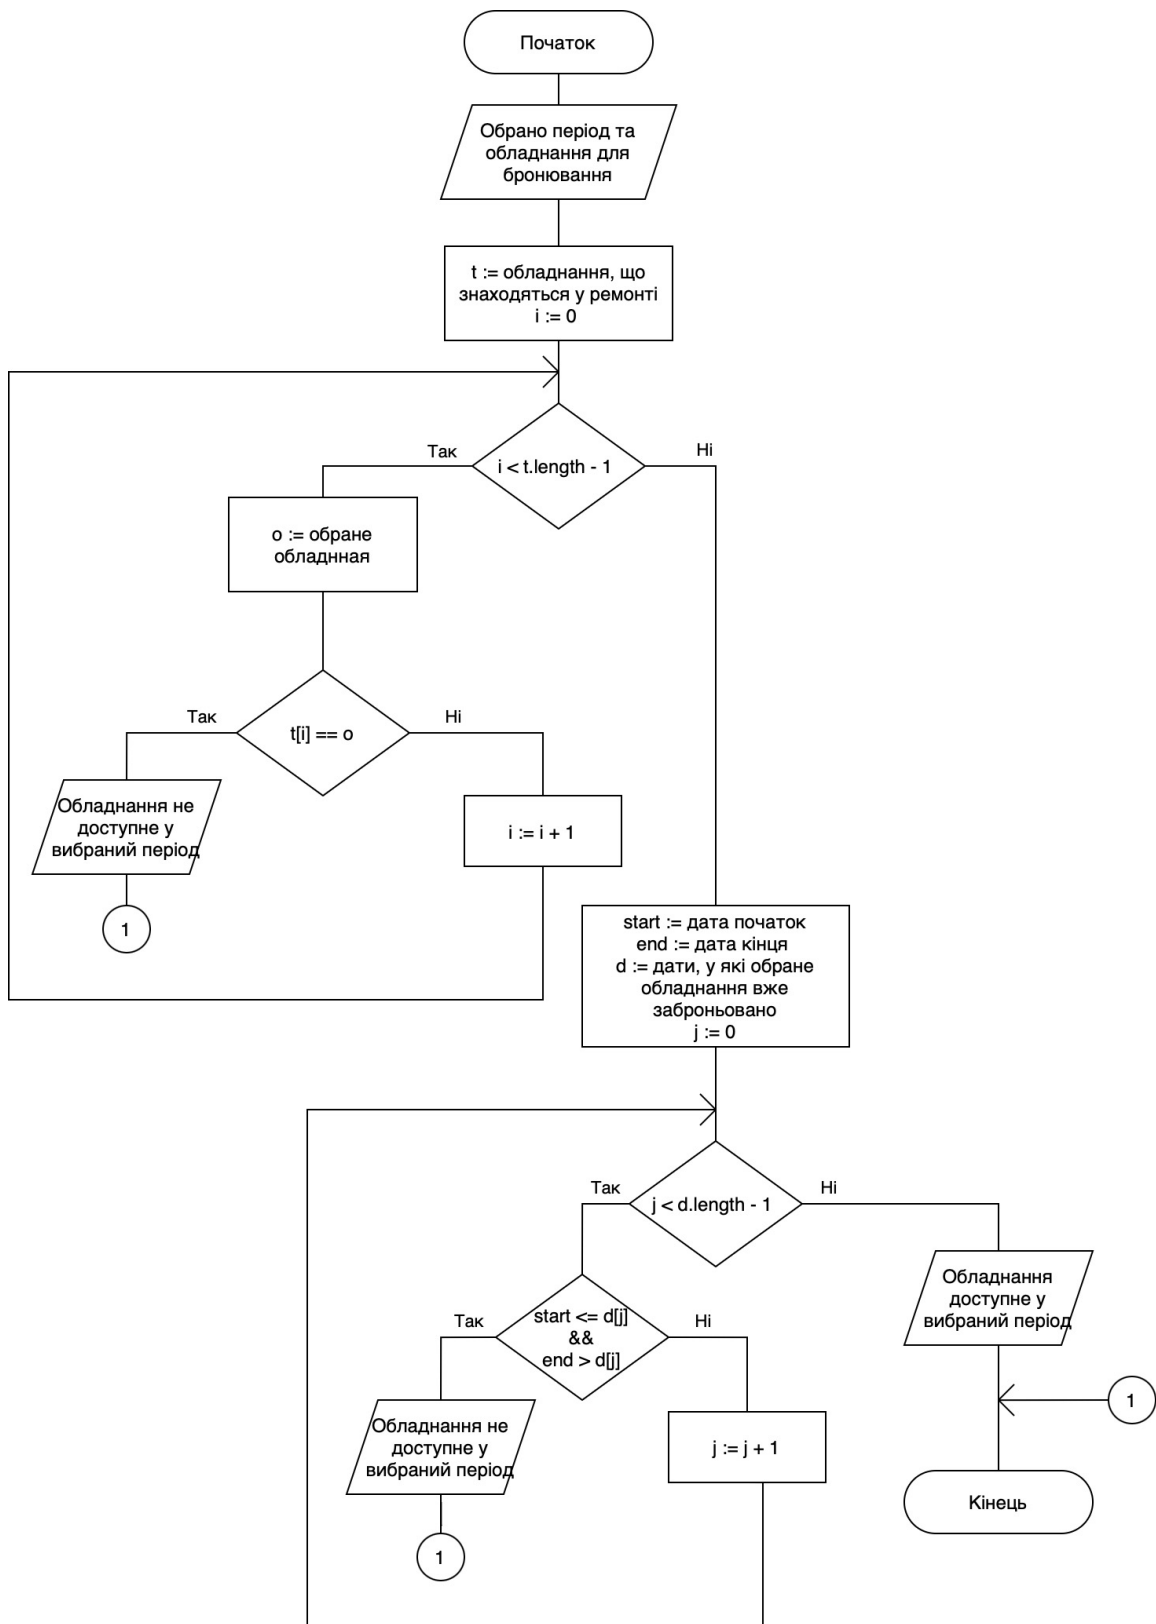 Початок
Обрано період та
обладнання для
бронювання
t := обладнання, що
знаходяться у ремонті
i := 0
Так
i < t.length - 1
Ні
o := обране
обладнная
Так
t[i] == o
Ні
Обладнання не
доступне у
вибраний період
i := i + 1
1
start := дата початок
end := дата кінця
d := дати, у які обране
обладнання вже
заброньовано
j := 0
Так
j < d.length - 1
Ні
Обладнання
доступне у
вибраний період
Так
start <= d[j]
&&
end > d[j]
Ні
1
Обладнання не
доступне у
вибраний період
j := j + 1
Кінець
1